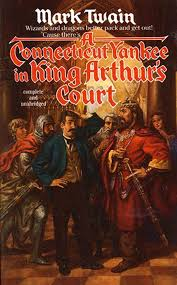 Mark Twain
Wizards and dragons better pack and get out!
'Cause there's
A
Connecticut Yankee
in King Arthur's
Court
complete
and
unabridged